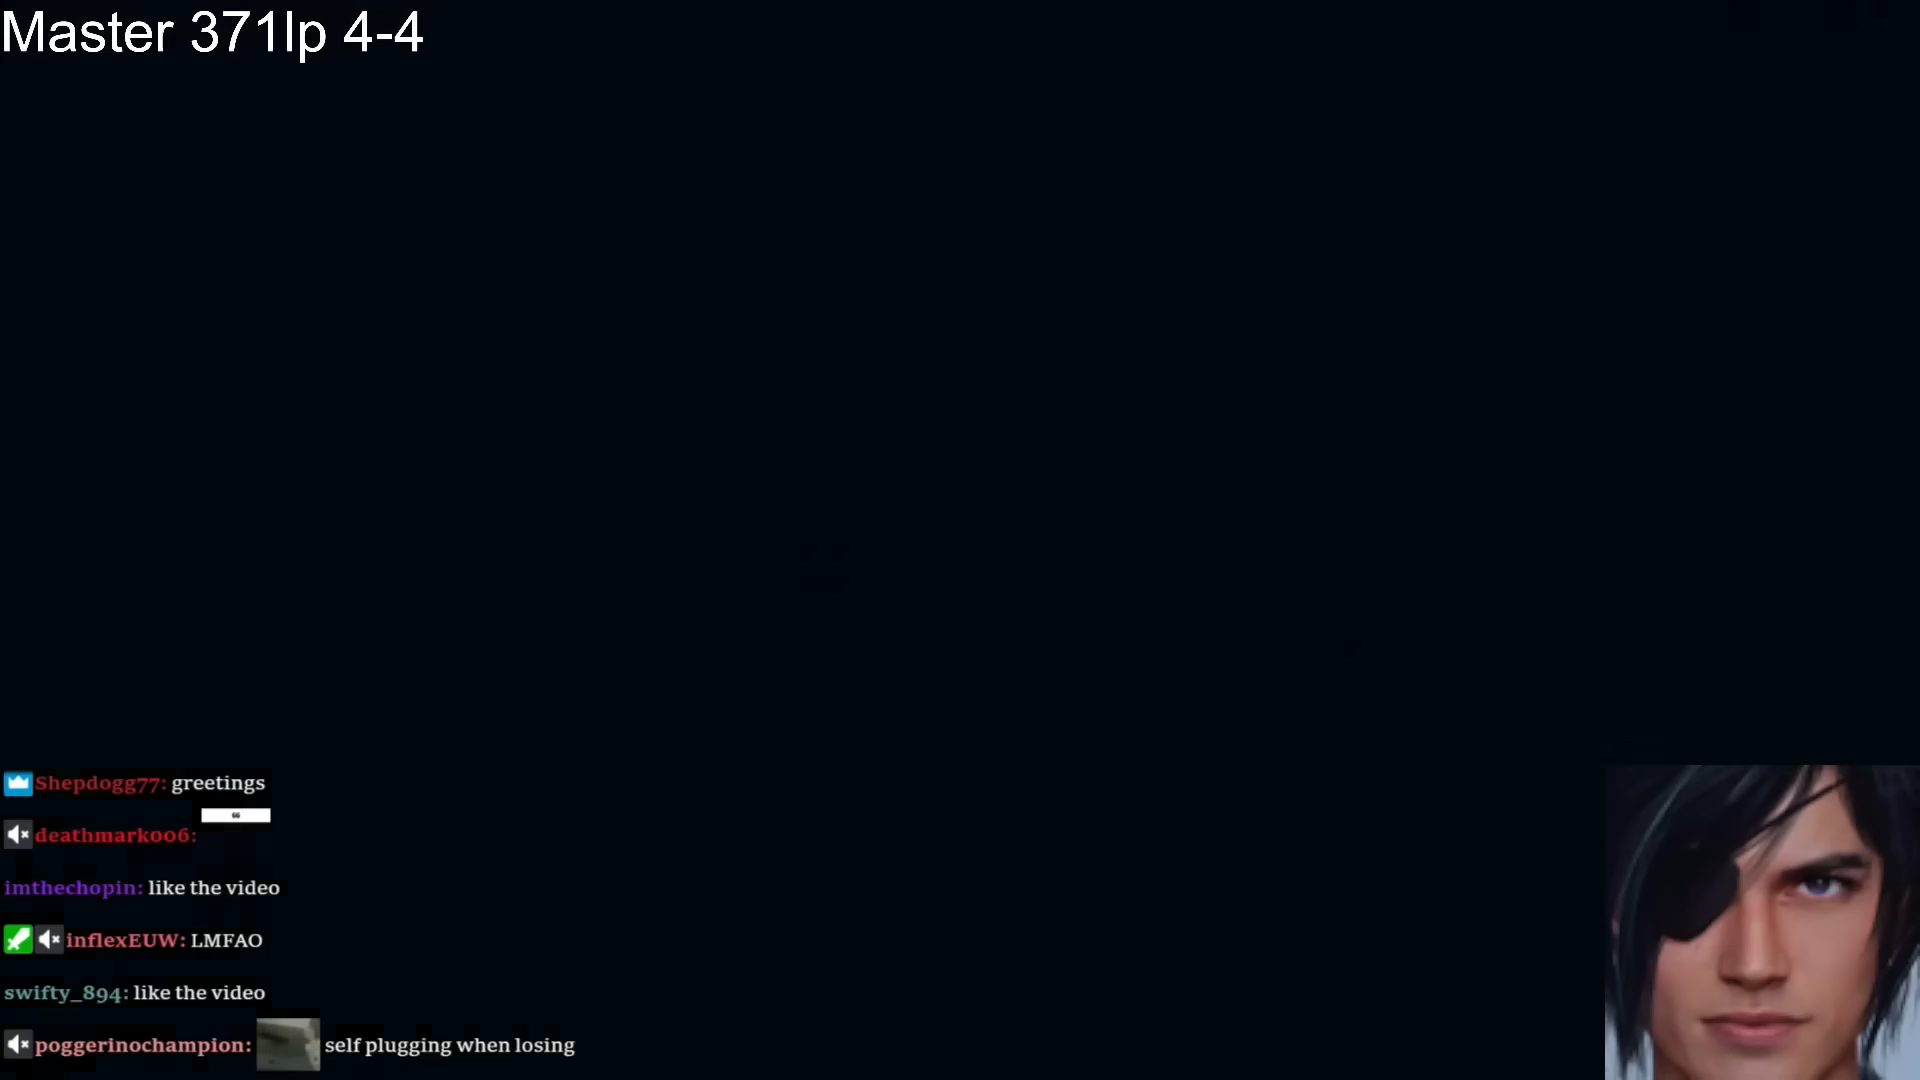 Master 371lp 4-4
Shepdogg77: greetings
deathmark006:
imthechopin: like the video
inflexEUW: LMFAO
swifty_894: like the video
poggerinochampion: self plugging when losing